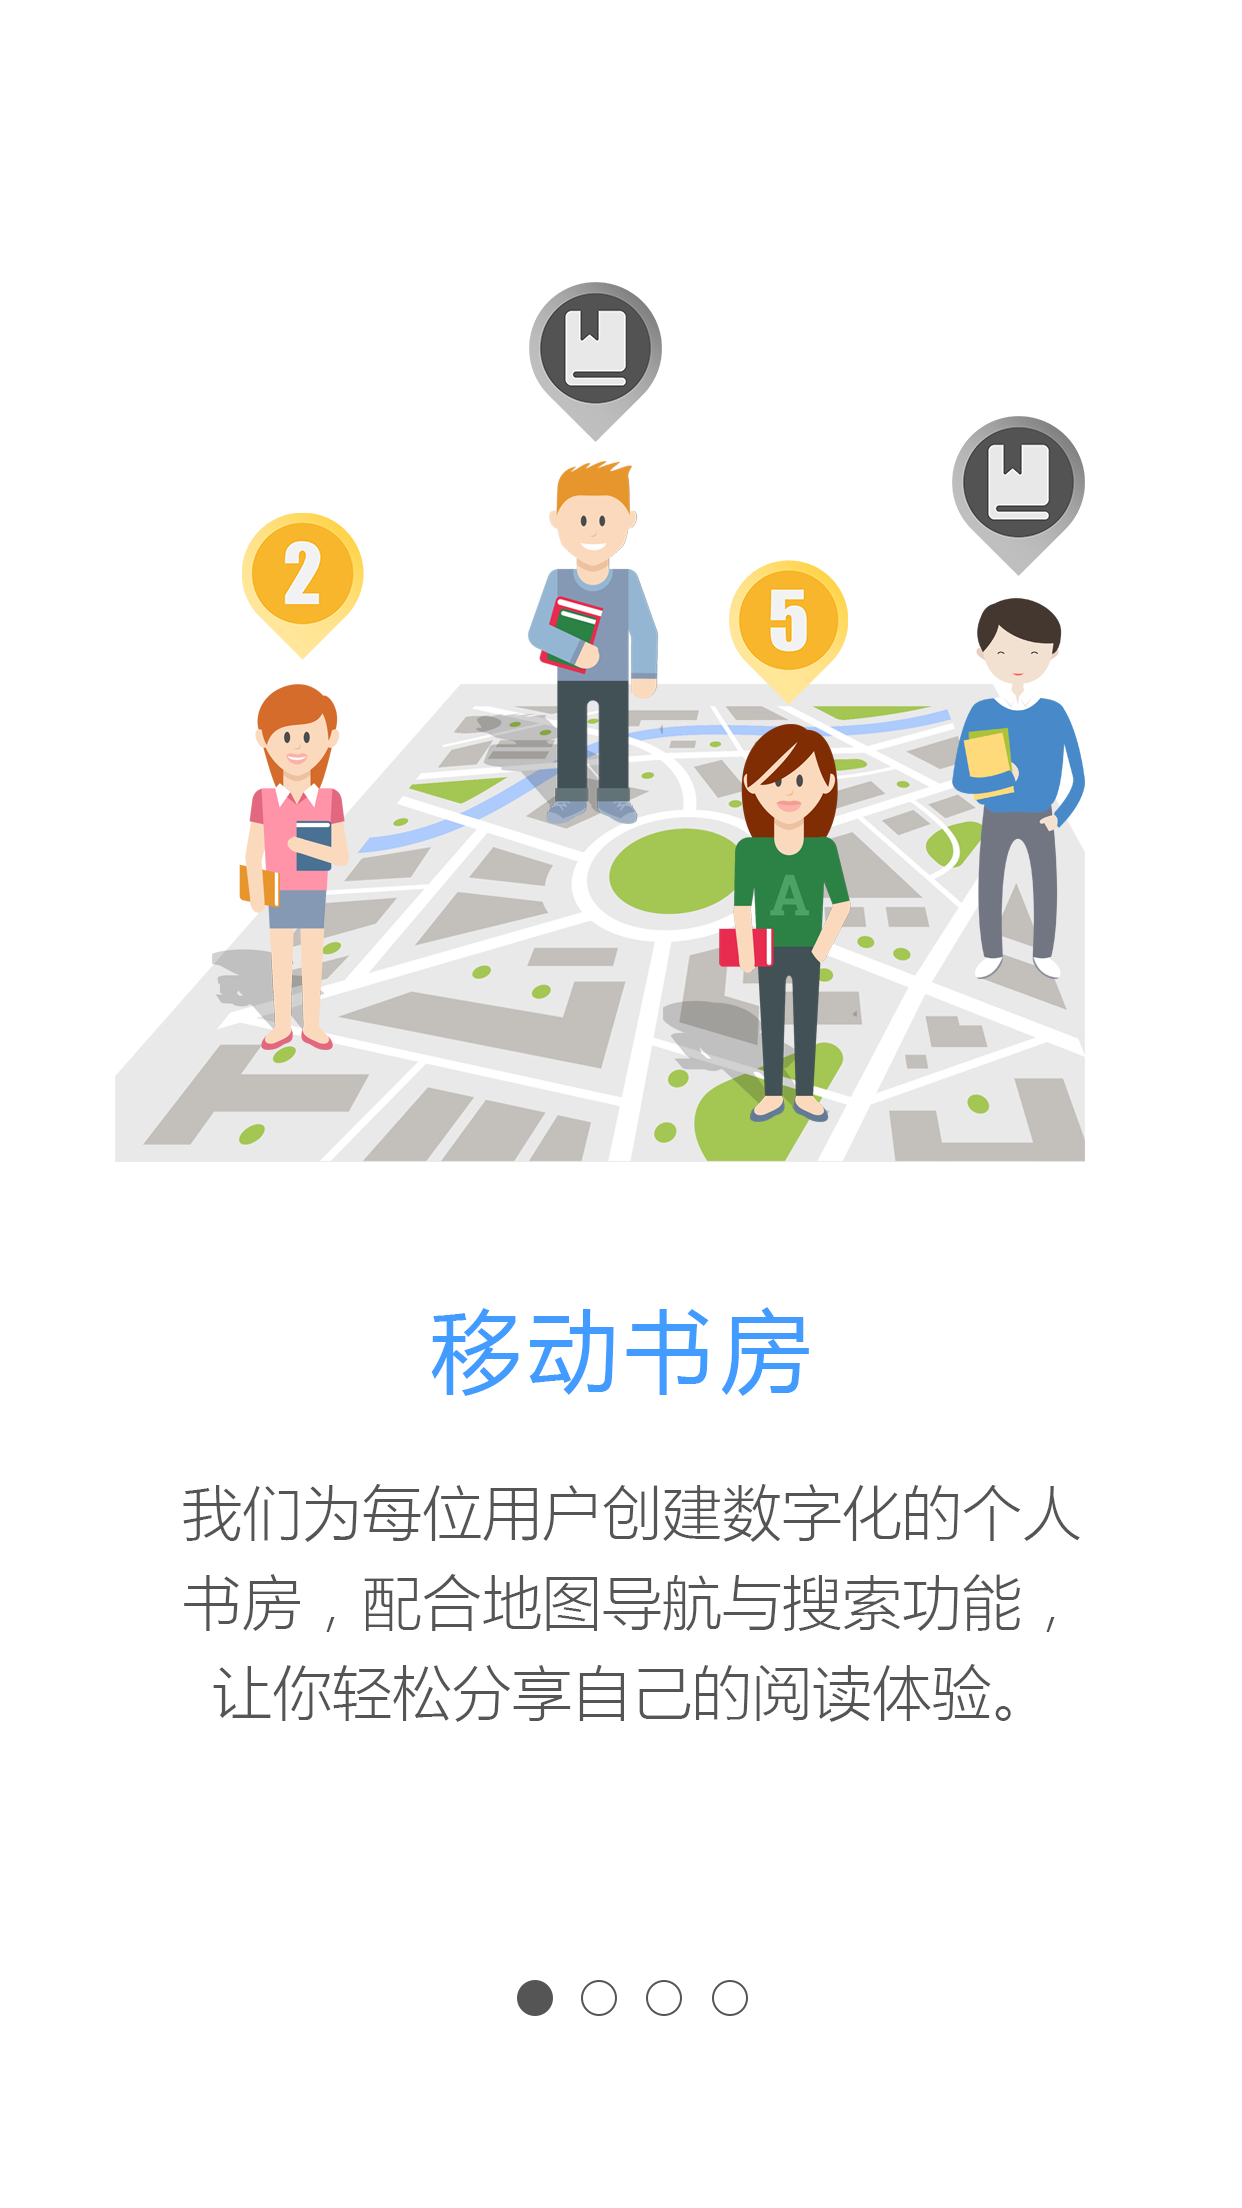 2
5
A
移动书房
我们为每位用户创建数字化的个人
书房，配合地图导航与搜索功能，
让你轻松分享自己的阅读体验。